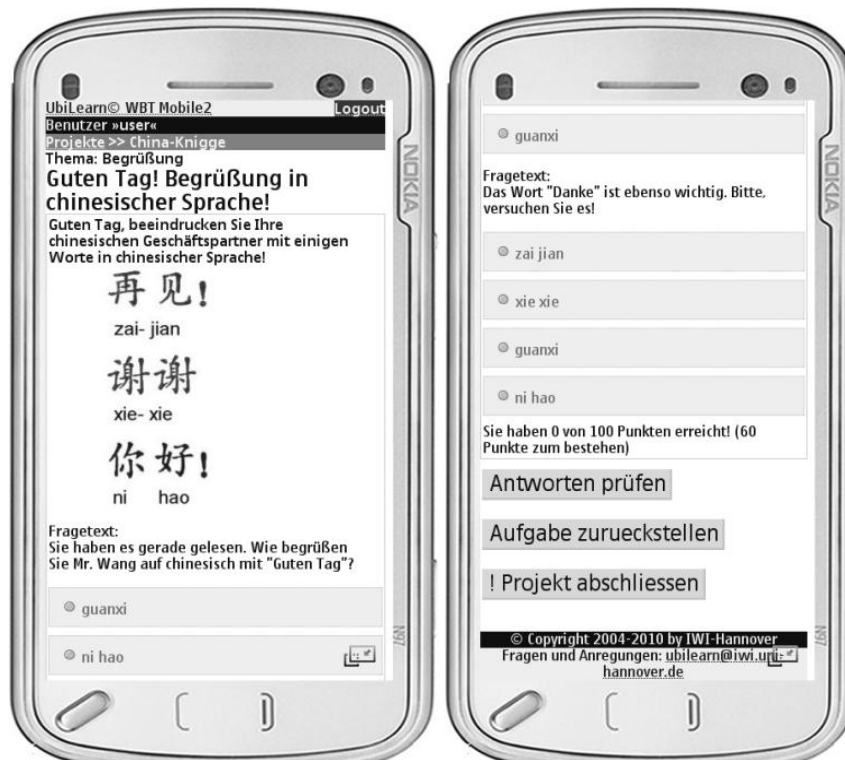 UbiLearn© WBT Mobile2 Logout
Benutzer »user«
Projekte >> China-Knigge
Thema: Begrüßung
Guten Tag! Begrüßung in
chinesischer Sprache!
Guten Tag, beeindrucken Sie Ihre
chinesischen Geschäftspartner mit einigen
Worte in chinesischer Sprache!
再见!
zai- jian
谢谢
xie- xie
你好!
ni hao
Fragetext:
Sie haben es gerade gelesen. Wie begrüßen
Sie Mr. Wang auf chinesisch mit "Guten Tag"?
guanxi
ni hao
NOKIA
N97
guanxi
Fragetext:
Das Wort "Danke" ist ebenso wichtig. Bitte,
versuchen Sie es!
zai jian
xie xie
guanxi
ni hao
Sie haben 0 von 100 Punkten erreicht! (60
Punkte zum bestehen)
Antworten prüfen
Aufgabe zurueckstellen
! Projekt abschliessen
© Copyright 2004-2010 by IWI-Hannover
Fragen und Anregungen: ubilearn@iwi.uni-
hannover.de
NOKIA
N97